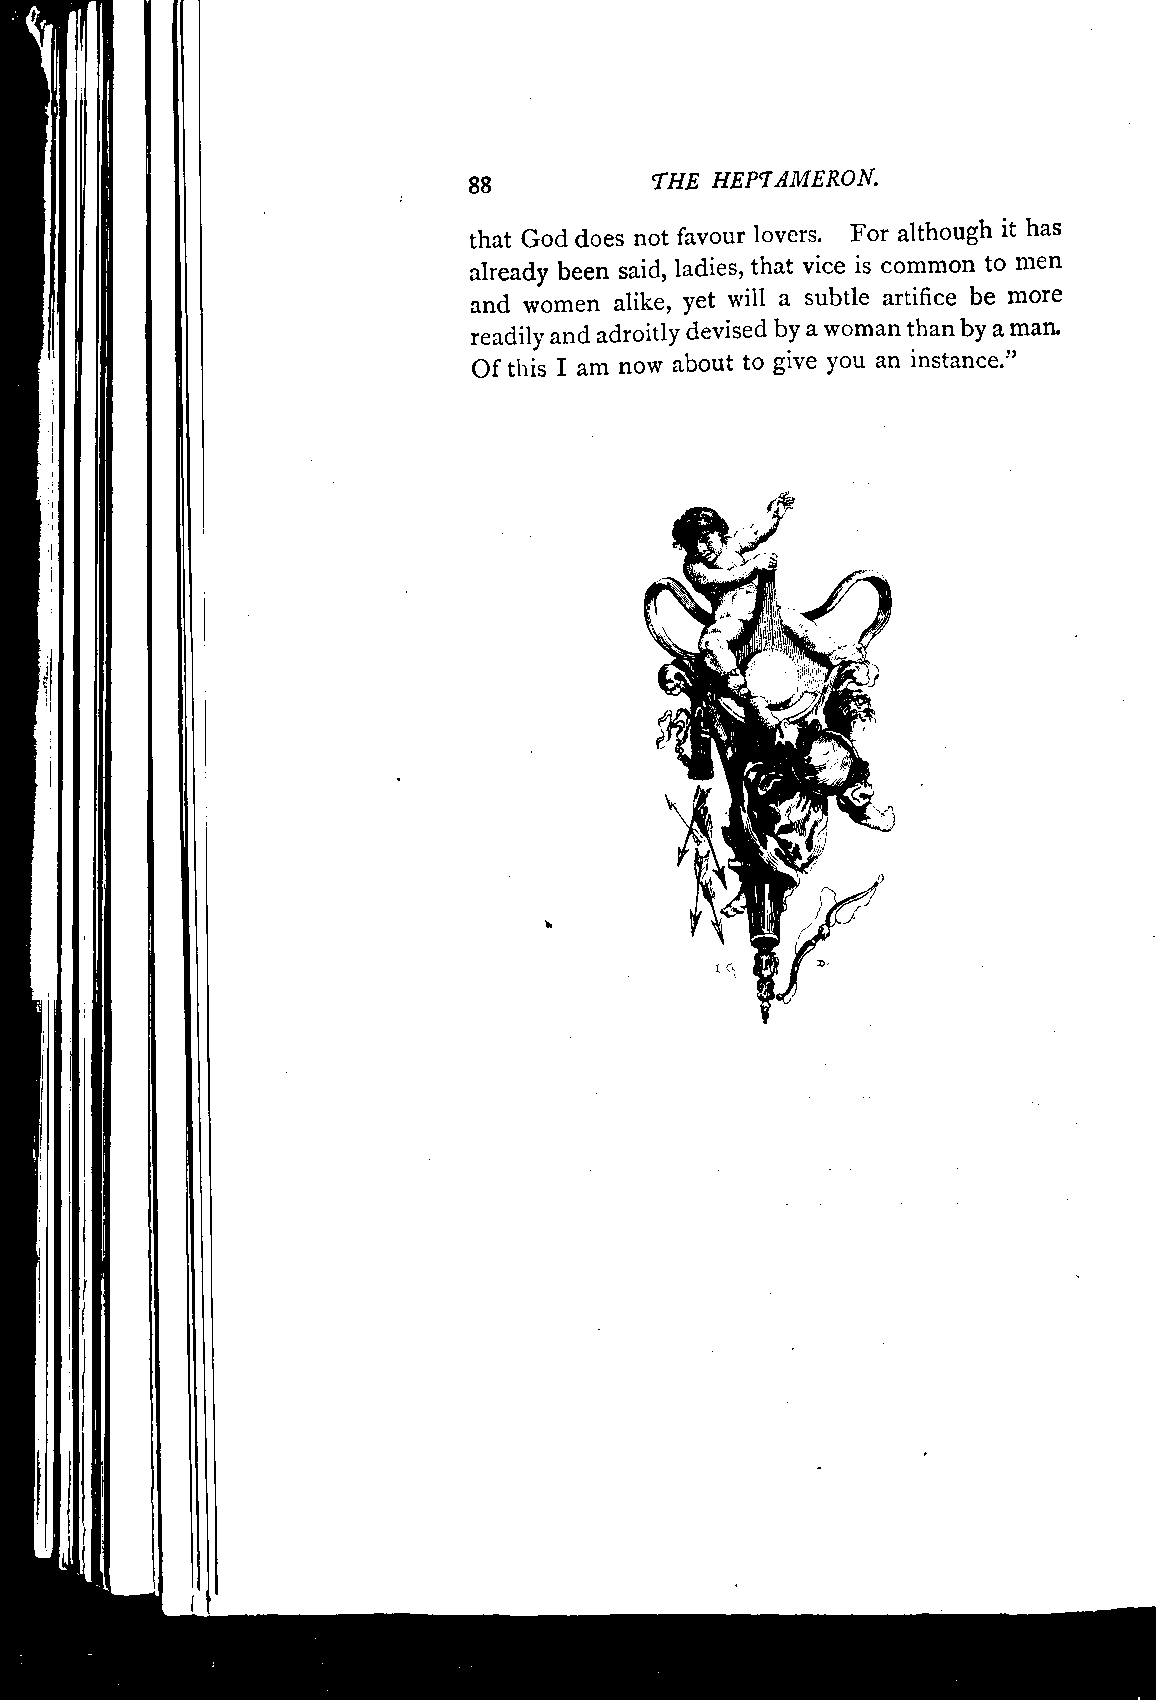 88 THE HEPTAMERON.
that God does not favour lovers. For although it has
already been said, ladies, that vice is common to men
and women alike, yet will a subtle artifice be more
readily and adroitly devised by a woman than by a man.
Of this I am now about to give you an instance.”
D.